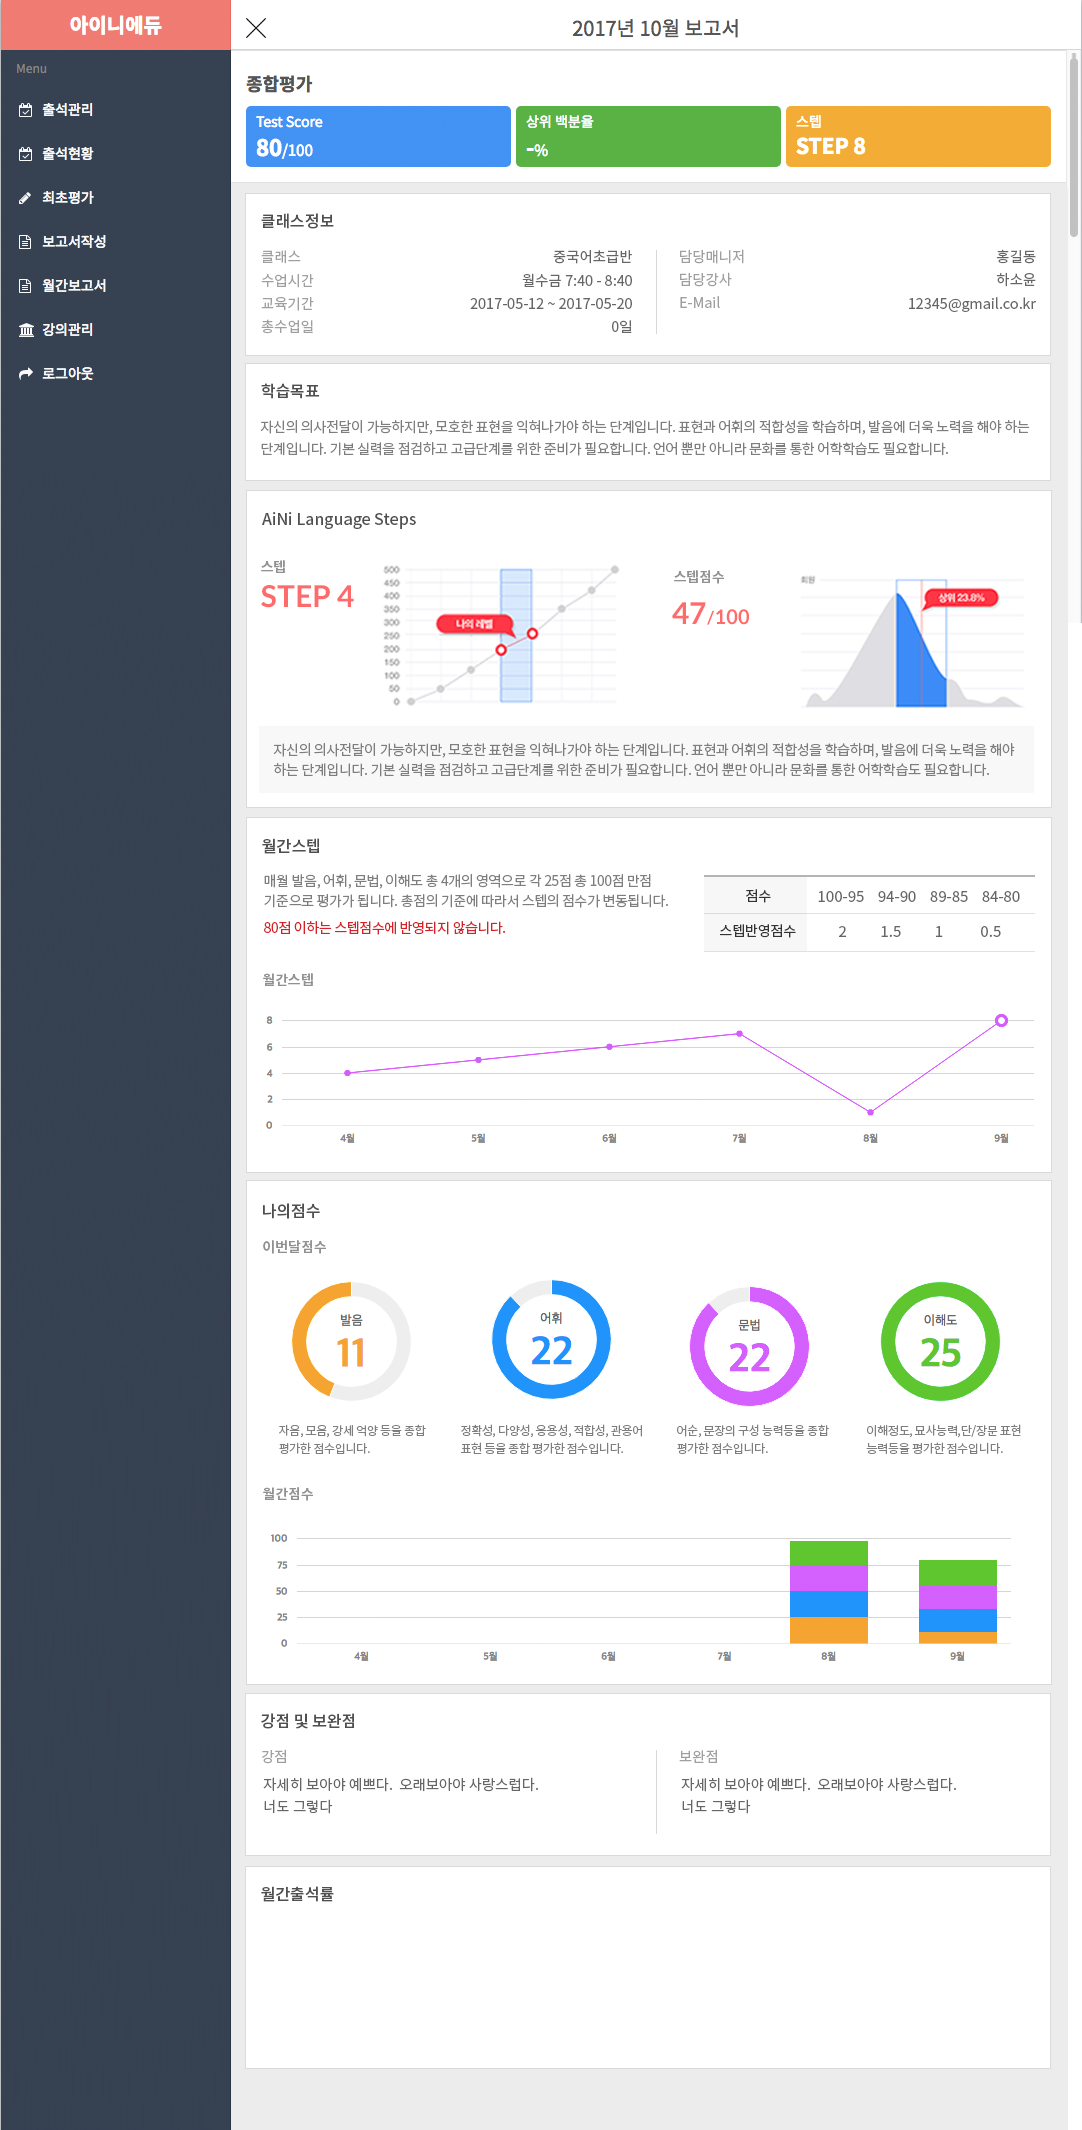 아이니에듀
2017년 10월 보고서
Menu
출석관리
출석현황
최초평가
보고서작성
월간보고서
강의관리
로그아웃
종합평가
Test Score
80/100
상위 백분율
-%
스텝
STEP 8
클래스정보
클래스 중국어초급반
수업시간 월수금 7:40 - 8:40
교육기간 2017-05-12 ~ 2017-05-20
총수업일 0일
담당매니저 홍길동
담당강사 하소윤
E-Mail 12345@gmail.co.kr
학습목표
자신의 의사전달이 가능하지만, 모호한 표현을 익혀나가야 하는 단계입니다. 표현과 어휘의 적합성을 학습하며, 발음에 더욱 노력을 해야 하는
단계입니다. 기본 실력을 점검하고 고급단계를 위한 준비가 필요합니다. 언어 뿐만 아니라 문화를 통한 어학학습도 필요합니다.
AiNi Language Steps
스텝
STEP 4
500
450
400
350
300
250
200
150
100
50
0
나의 레벨
스텝점수
47/100
회원
상위 23.8%
자신의 의사전달이 가능하지만, 모호한 표현을 익혀나가야 하는 단계입니다. 표현과 어휘의 적합성을 학습하며, 발음에 더욱 노력을 해야
하는 단계입니다. 기본 실력을 점검하고 고급단계를 위한 준비가 필요합니다. 언어 뿐만 아니라 문화를 통한 어학학습도 필요합니다.
월간스텝
매월 발음, 어휘, 문법, 이해도 총 4개의 영역으로 각 25점 총 100점 만점
기준으로 평가가 됩니다. 총점의 기준에 따라서 스텝의 점수가 변동됩니다.
80점 이하는 스텝점수에 반영되지 않습니다.
점수 100-95 94-90 89-85 84-80
스텝반영점수 2 1.5 1 0.5
월간스텝
8
6
4
2
0
4월 5월 6월 7월 8월 9월
나의점수
이번달점수
발음
11
어휘
22
문법
22
이해도
25
자음, 모음, 강세 억양 등을 종합
평가한 점수입니다.
정확성, 다양성, 응용성, 적합성, 관용어
표현 등을 종합 평가한 점수입니다.
어순, 문장의 구성 능력등을 종합
평가한 점수입니다.
이해정도, 묘사능력,단/장문 표현
능력등을 평가한 점수입니다.
월간점수
100
75
50
25
0
4월 5월 6월 7월 8월 9월
강점 및 보완점
강점
자세히 보아야 예쁘다. 오래보아야 사랑스럽다.
너도 그렇다
보완점
자세히 보아야 예쁘다. 오래보아야 사랑스럽다.
너도 그렇다
월간출석률